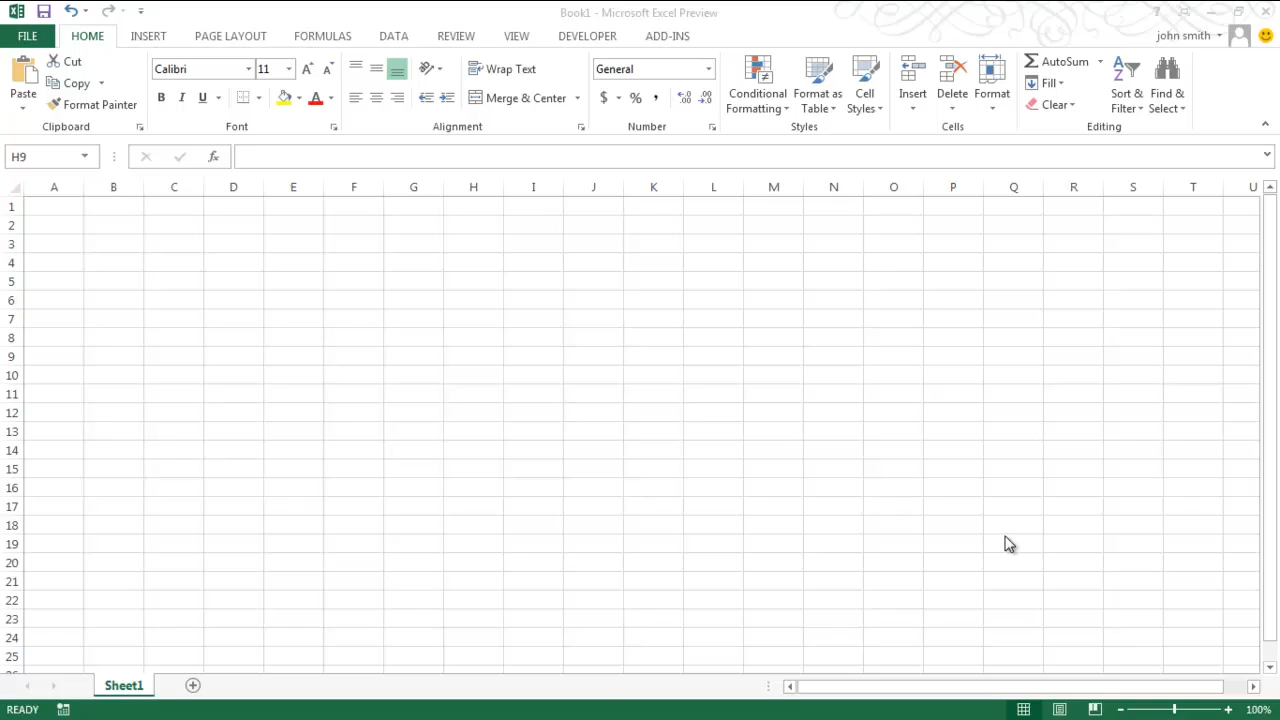 Book1 - Microsoft Excel Preview
FILE HOME INSERT PAGE LAYOUT FORMULAS DATA REVIEW VIEW DEVELOPER ADD-INS john smith
Paste
Cut
Copy
Format Painter
Clipboard
Calibri 11
B I U A
Font
Wrap Text
Merge & Center
Alignment
General
$ % ,
Number
Conditional
Formatting
Format as
Table
Cell
Styles
Styles
Insert
Delete
Format
Cells
AutoSum
Fill
Clear
Sort &
Filter
Find &
Select
Editing
H9 fx
A B C D E F G H I J K L M N O P Q R S T U
1
2
3
4
5
6
7
8
9
10
11
12
13
14
15
16
17
18
19
20
21
22
23
24
25
Sheet1
READY 100%